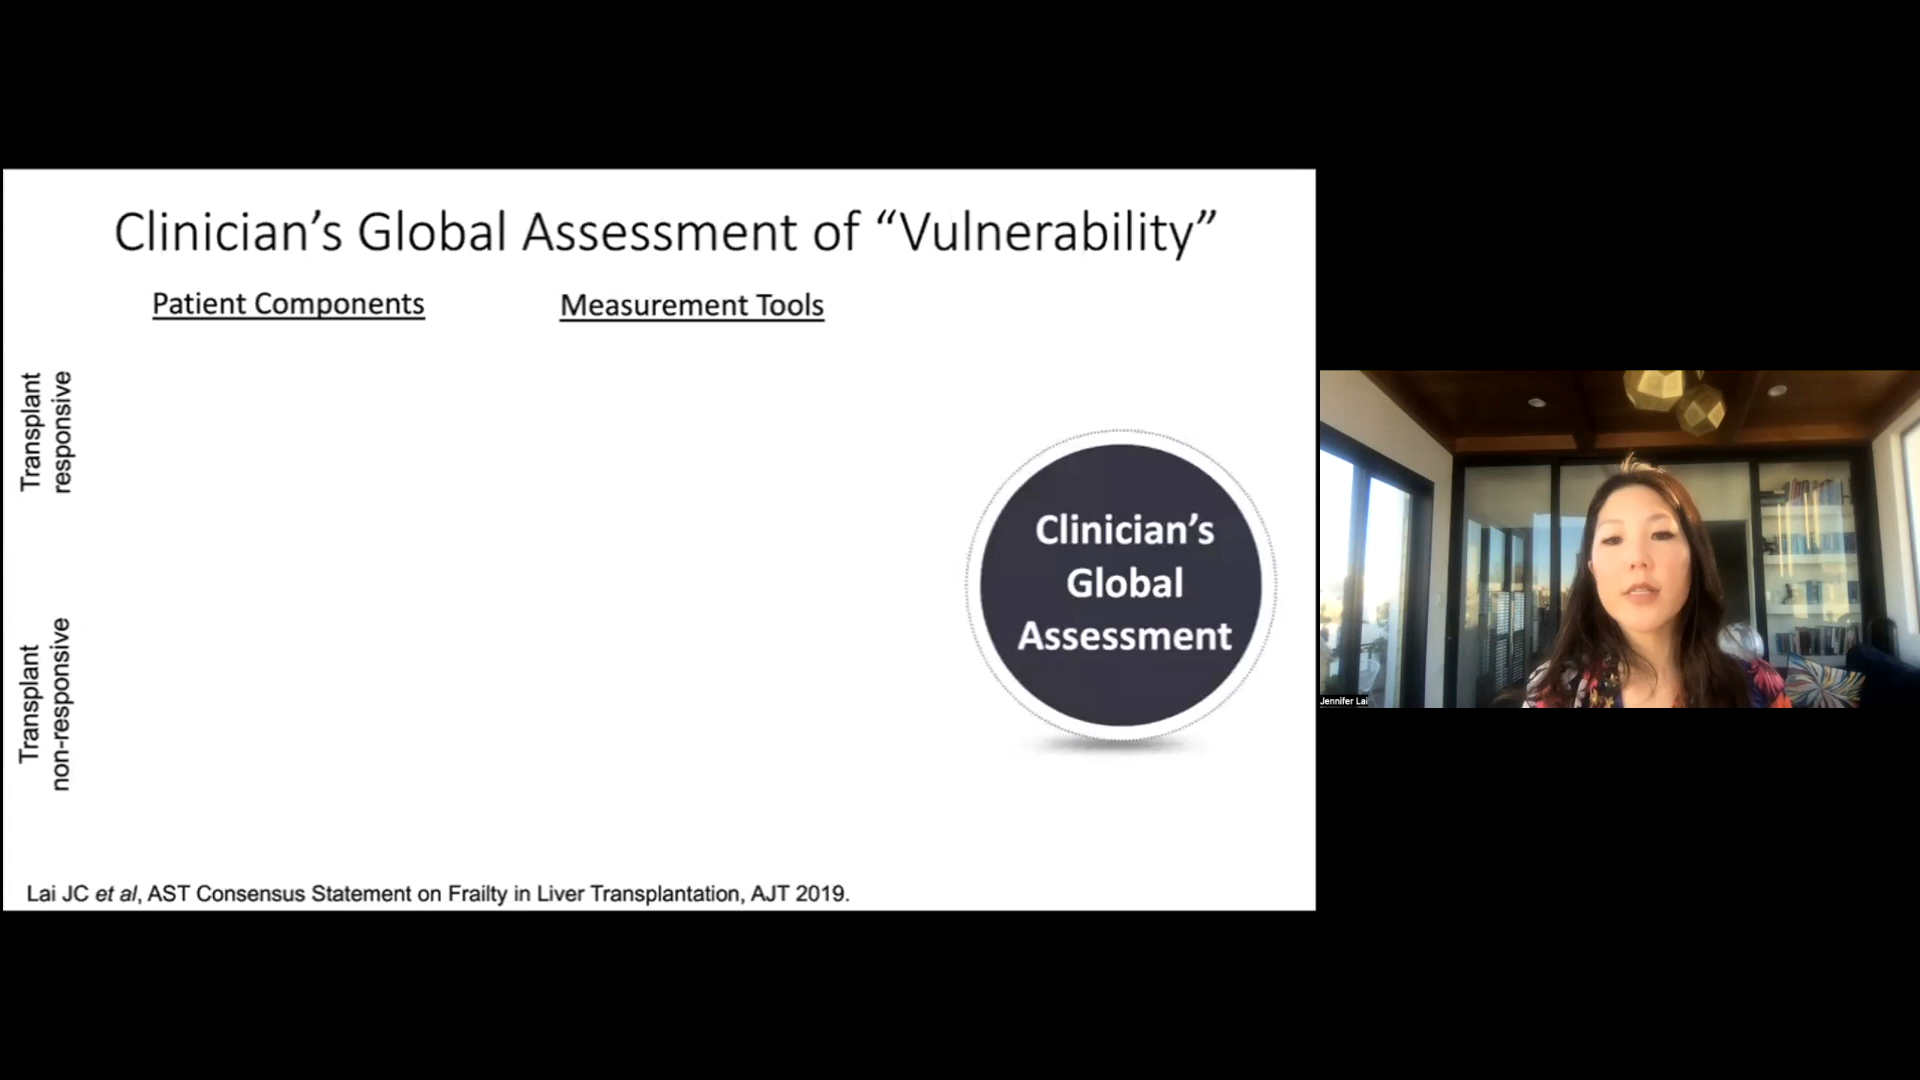 Clinician’s Global Assessment of “Vulnerability”
Patient Components
Measurement Tools
Transplant
responsive
Transplant
non-responsive
Clinician’s
Global
Assessment
Lai JC et al, AST Consensus Statement on Frailty in Liver Transplantation, AJT 2019.
Jennifer Lai